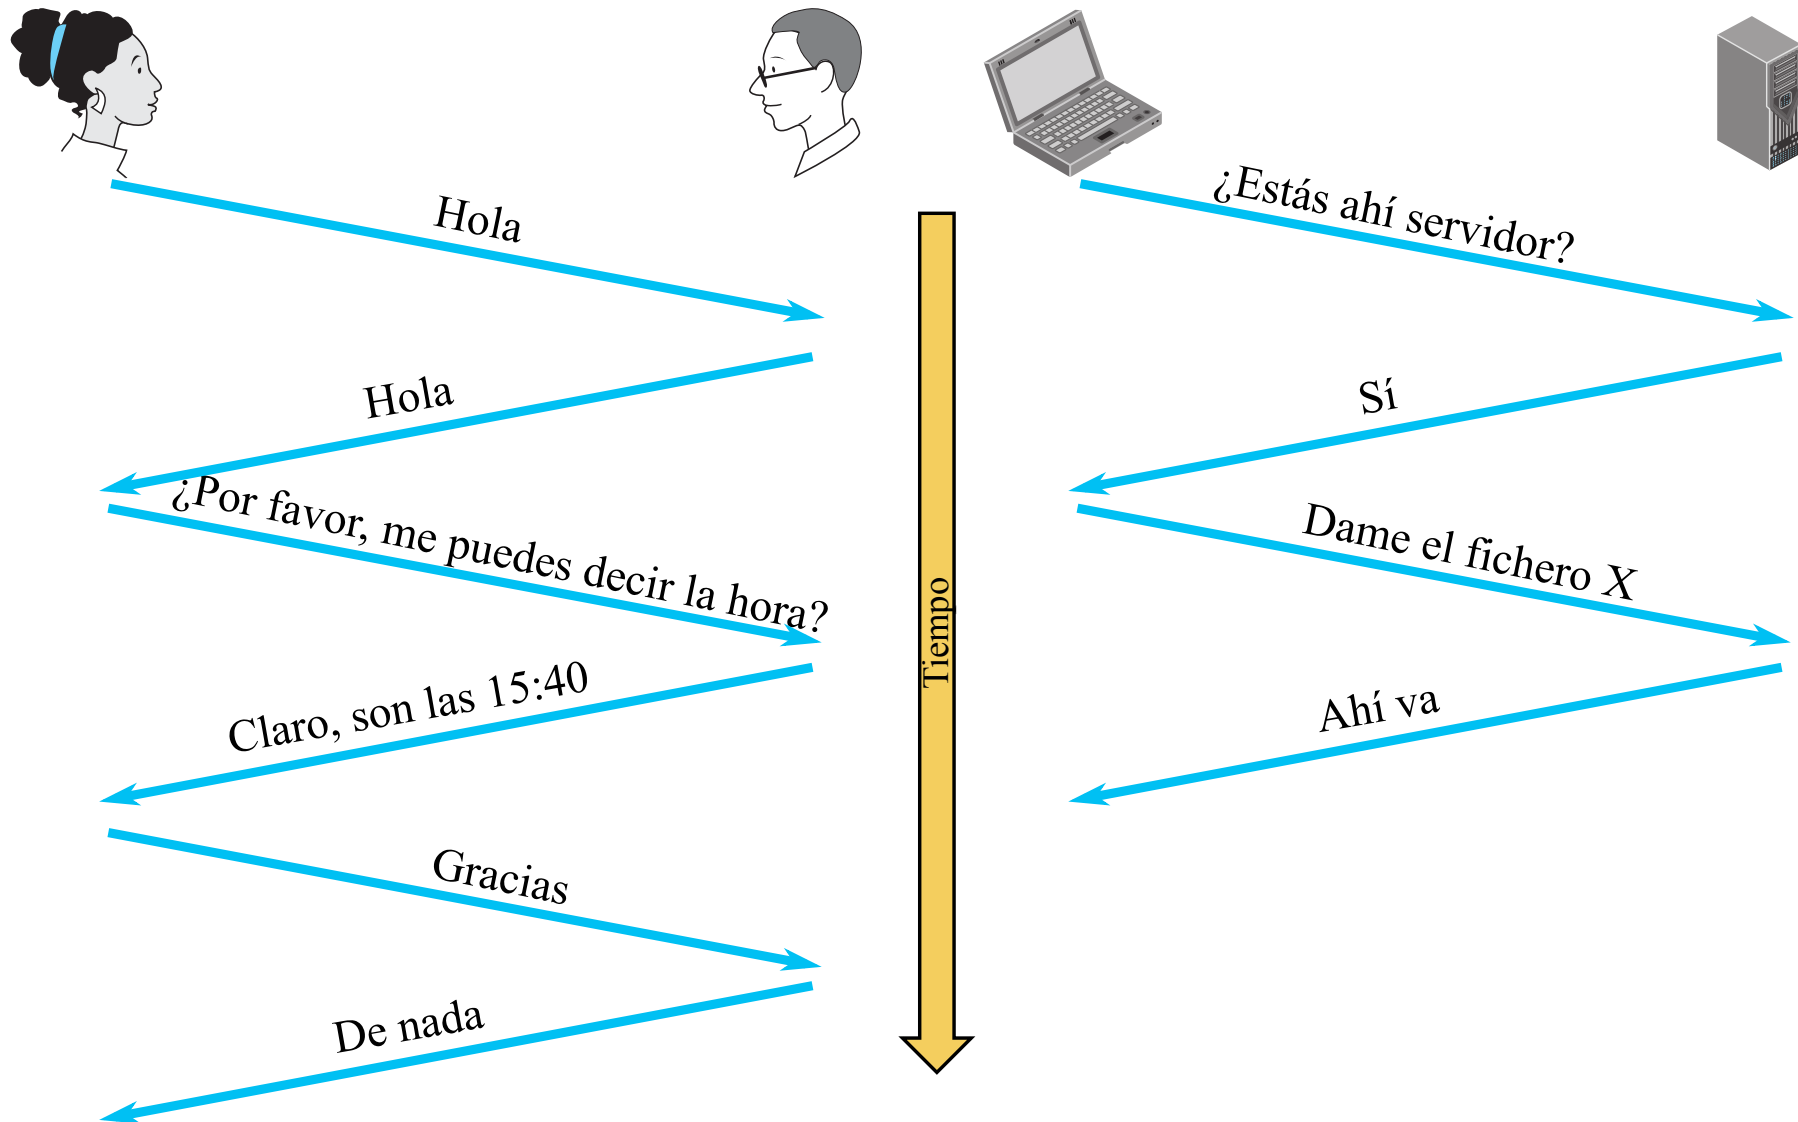 Hola
Hola
¿Por favor, me puedes decir la hora?
Claro, son las 15:40
Gracias
De nada
Tiempo
¿Estás ahí servidor?
Sí
Dame el fichero X
Ahí va